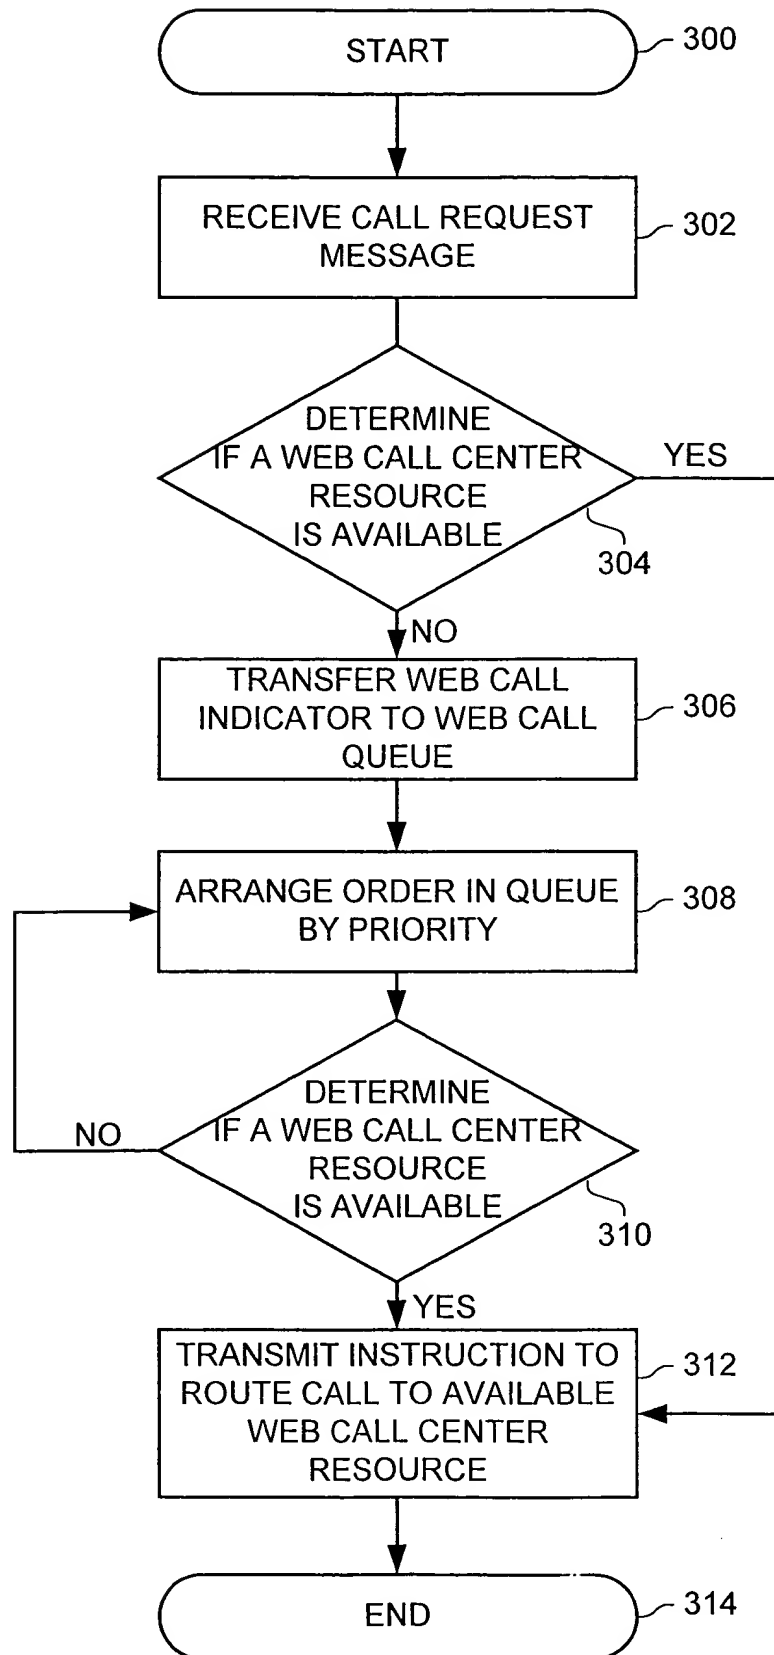 START
300
RECEIVE CALL REQUEST
MESSAGE
302
DETERMINE
IF A WEB CALL CENTER
RESOURCE
IS AVAILABLE
YES
304
NO
TRANSFER WEB CALL
INDICATOR TO WEB CALL
QUEUE
306
ARRANGE ORDER IN QUEUE
BY PRIORITY
308
DETERMINE
IF A WEB CALL CENTER
RESOURCE
IS AVAILABLE
NO
310
YES
TRANSMIT INSTRUCTION TO
ROUTE CALL TO AVAILABLE
WEB CALL CENTER
RESOURCE
312
END
314